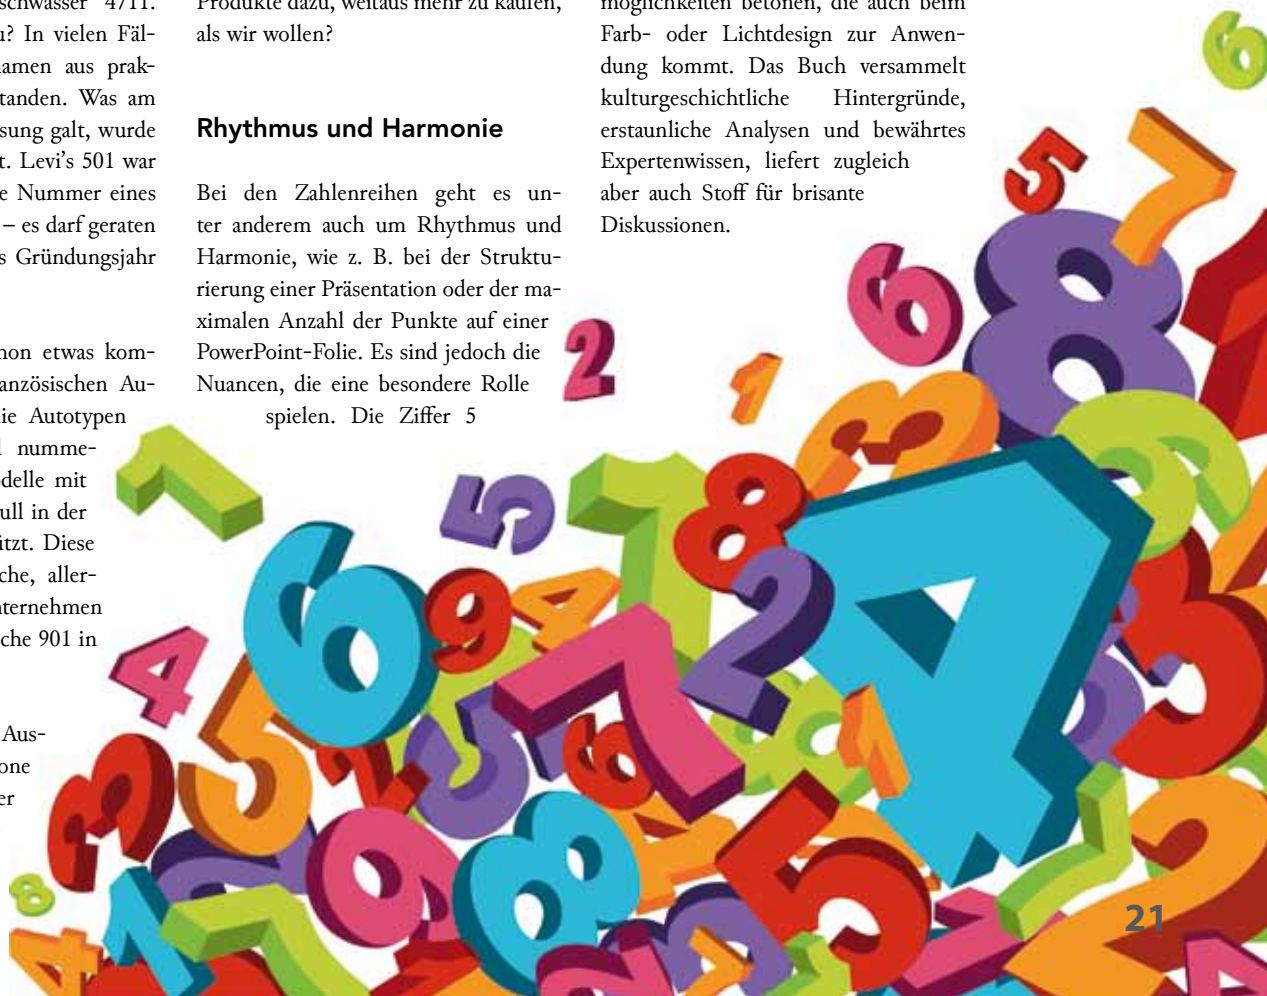 schwasser 4711.
u? In vielen Fäl-
amen aus prak-
tanden. Was am
sung galt, wurde
t. Levi's 501 war
e Nummer eines
– es darf geraten
s Gründungsjahr
hon etwas kom-
anzösischen Au-
ie Autotypen
l numme-
delle mit
ull in der
ützt. Diese
che, aller-
nternehmen
che 901 in
Aus-
one
er
Produkte dazu, weitaus mehr zu kaufen,
als wir wollen?
Rhythmus und Harmonie
Bei den Zahlenreihen geht es un-
ter anderem auch um Rhythmus und
Harmonie, wie z. B. bei der Struktu-
rierung einer Präsentation oder der ma-
ximalen Anzahl der Punkte auf einer
PowerPoint-Folie. Es sind jedoch die
Nuancen, die eine besondere Rolle
spielen. Die Ziffer 5
möglichkeiten betonen, die auch beim
Farb- oder Lichtdesign zur Anwen-
dung kommt. Das Buch versammelt
kulturgeschichtliche Hintergründe,
erstaunliche Analysen und bewährtes
Expertenwissen, liefert zugleich
aber auch Stoff für brisante
Diskussionen.
21